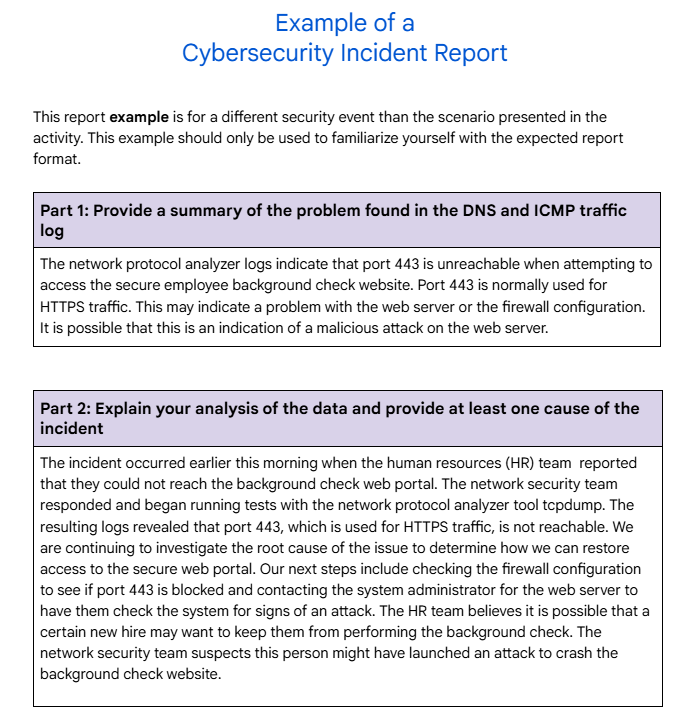 Example of a
Cybersecurity Incident Report
This report example is for a different security event than the scenario presented in the
activity. This example should only be used to familiarize yourself with the expected report
format.
Part 1: Provide a summary of the problem found in the DNS and ICMP traffic
log
The network protocol analyzer logs indicate that port 443 is unreachable when attempting to
access the secure employee background check website. Port 443 is normally used for
HTTPS traffic. This may indicate a problem with the web server or the firewall configuration.
It is possible that this is an indication of a malicious attack on the web server.
Part 2: Explain your analysis of the data and provide at least one cause of the
incident
The incident occurred earlier this morning when the human resources (HR) team  reported
that they could not reach the background check web portal. The network security team
responded and began running tests with the network protocol analyzer tool tcpdump. The
resulting logs revealed that port 443, which is used for HTTPS traffic, is not reachable. We
are continuing to investigate the root cause of the issue to determine how we can restore
access to the secure web portal. Our next steps include checking the firewall configuration
to see if port 443 is blocked and contacting the system administrator for the web server to
have them check the system for signs of an attack. The HR team believes it is possible that a
certain new hire may want to keep them from performing the background check. The
network security team suspects this person might have launched an attack to crash the
background check website.